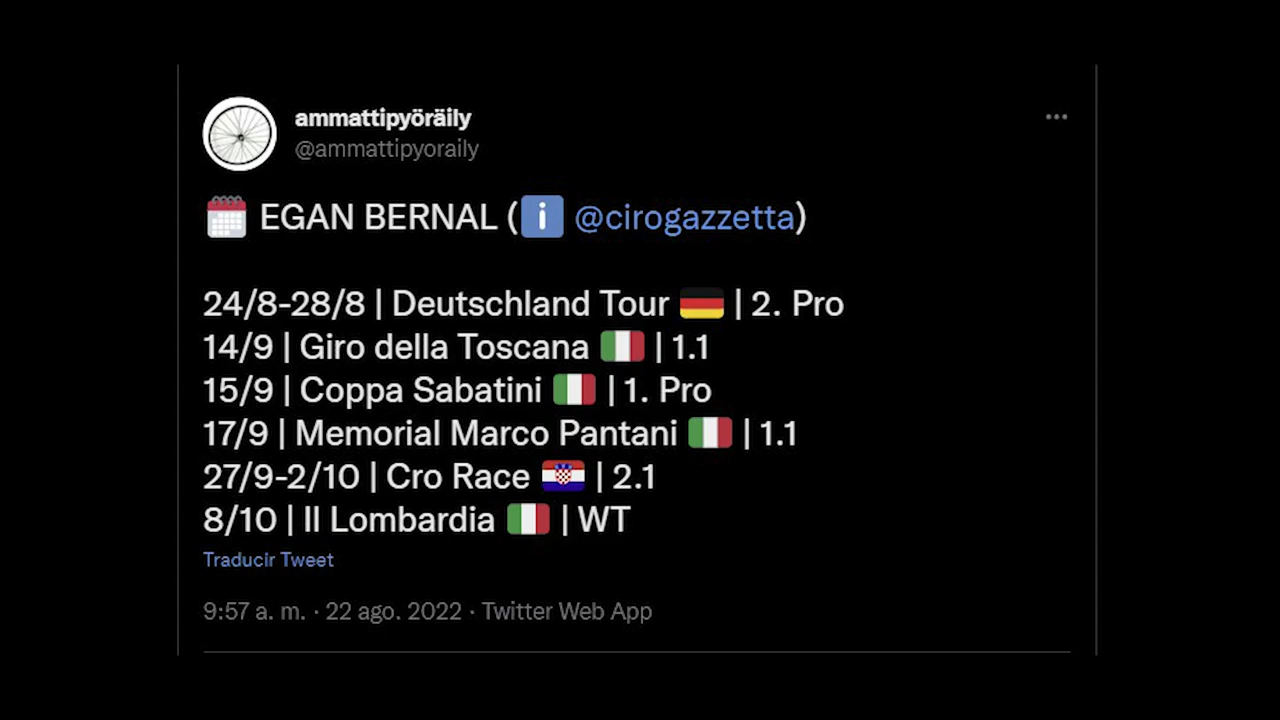 ammattipyöräily
@ammattipyoraily
🗓️ EGAN BERNAL (ℹ️ @cirogazzetta)
24/8-28/8 | Deutschland Tour 🇩🇪 | 2. Pro
14/9 | Giro della Toscana 🇮🇹 | 1.1
15/9 | Coppa Sabatini 🇮🇹 | 1. Pro
17/9 | Memorial Marco Pantani 🇮🇹 | 1.1
27/9-2/10 | Cro Race 🇭🇷 | 2.1
8/10 | Il Lombardia 🇮🇹 | WT
Traducir Tweet
9:57 a. m. · 22 ago. 2022 · Twitter Web App